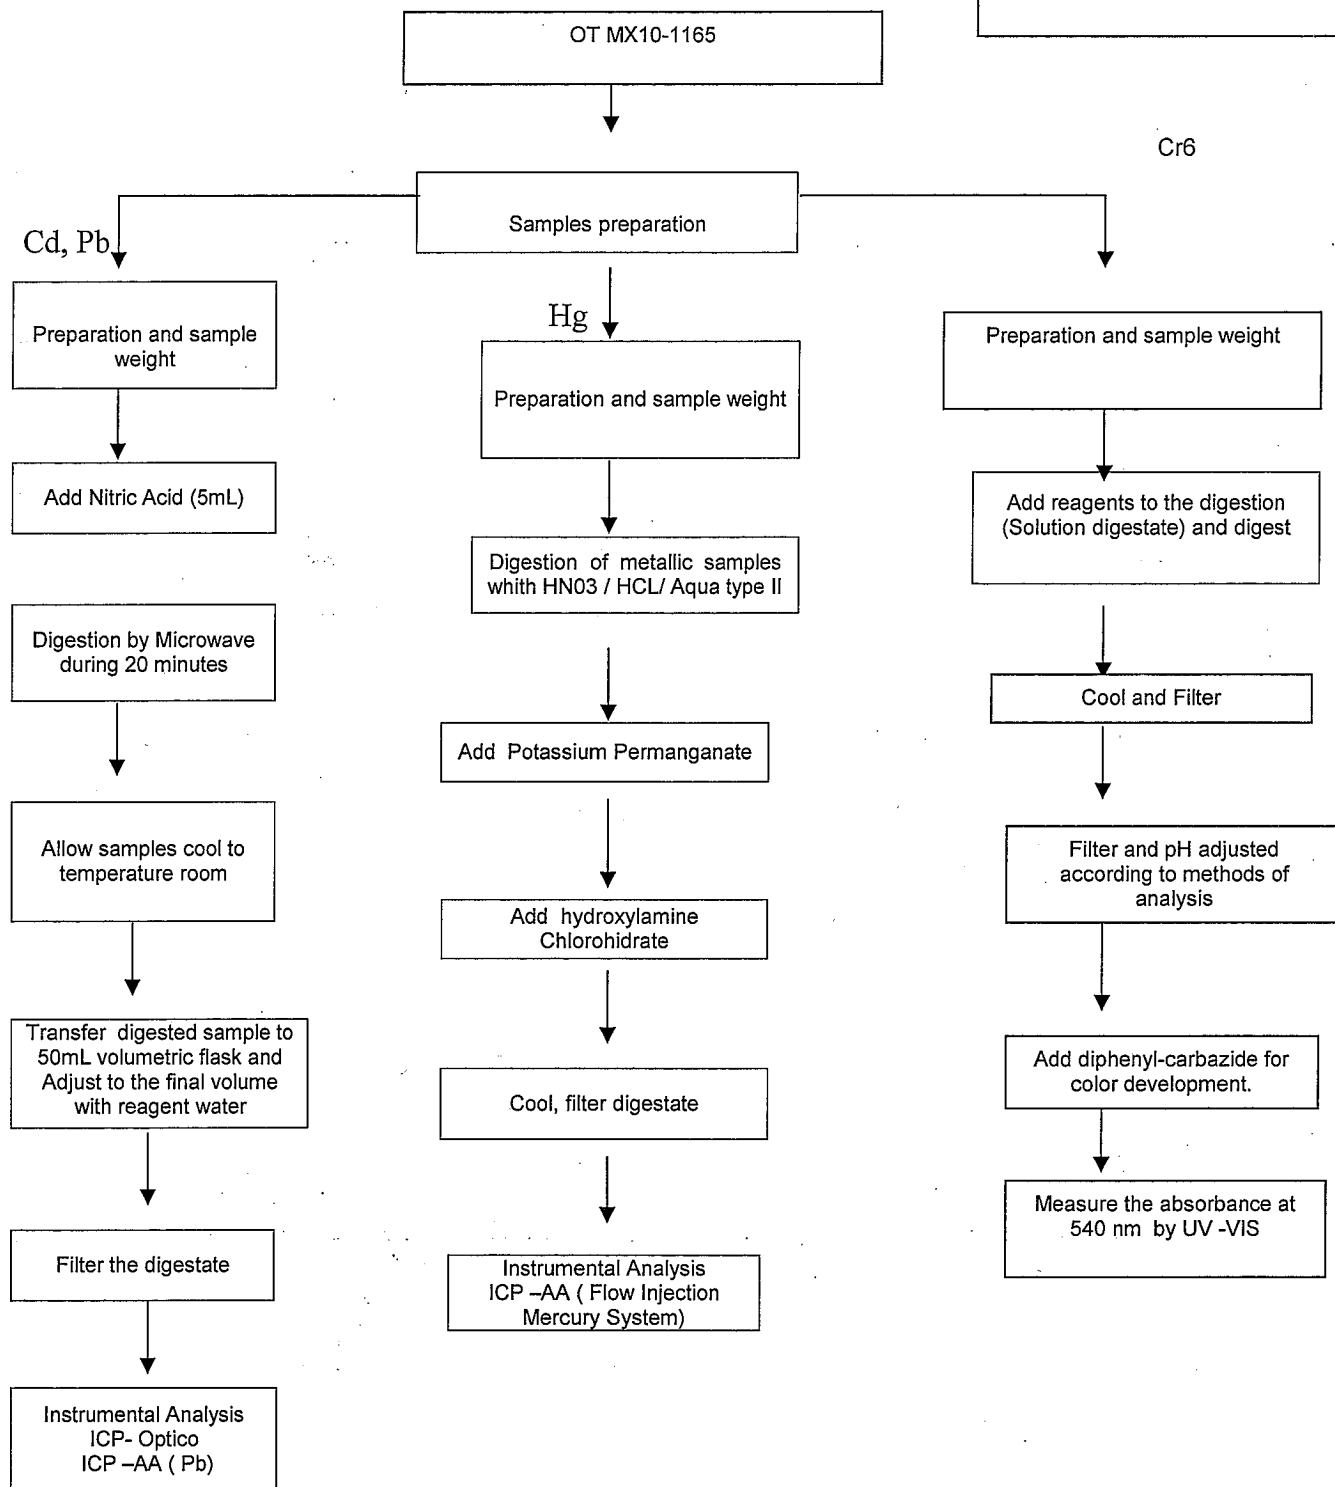 OT MX10-1165
Cr6
Samples preparation
Cd, Pb
Preparation and sample
weight
Add Nitric Acid (5mL)
Digestion by Microwave
during 20 minutes
Allow samples cool to
temperature room
Transfer digested sample to
50mL volumetric flask and
Adjust to the final volume
with reagent water
Filter the digestate
Instrumental Analysis
ICP- Optico
ICP –AA ( Pb)
Hg
Preparation and sample weight
Digestion of metallic samples
whith HN03 / HCL/ Aqua type II
Add Potassium Permanganate
Add hydroxylamine
Chlorohidrate
Cool, filter digestate
Instrumental Analysis
ICP –AA ( Flow Injection
Mercury System)
Preparation and sample weight
Add reagents to the digestion
(Solution digestate) and digest
Cool and Filter
Filter and pH adjusted
according to methods of
analysis
Add diphenyl-carbazide for
color development.
Measure the absorbance at
540 nm by UV -VIS